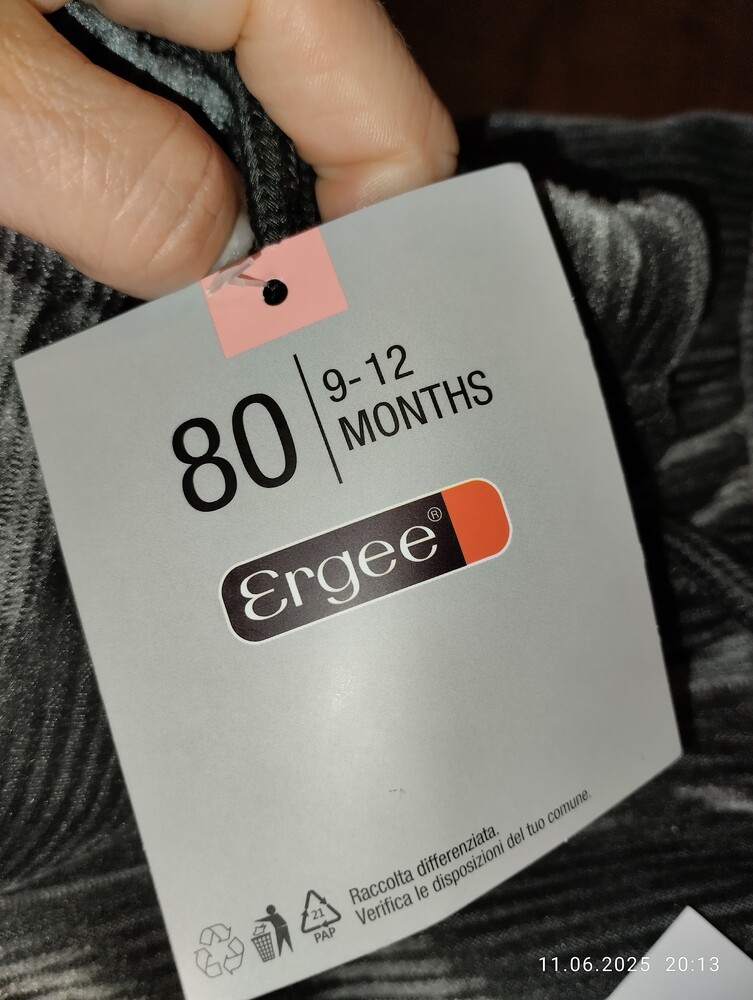 80
9-12
MONTHS
Ergee®
Raccolta differenziata.
Verifica le disposizioni del tuo comune.
21
PAP
11.06.2025 20:13